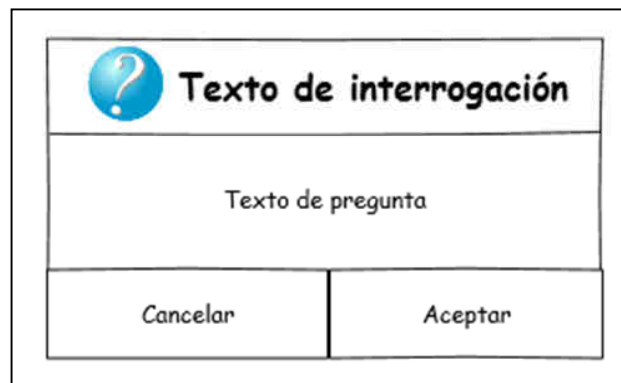 Texto de interrogación
Texto de pregunta
Cancelar
Aceptar